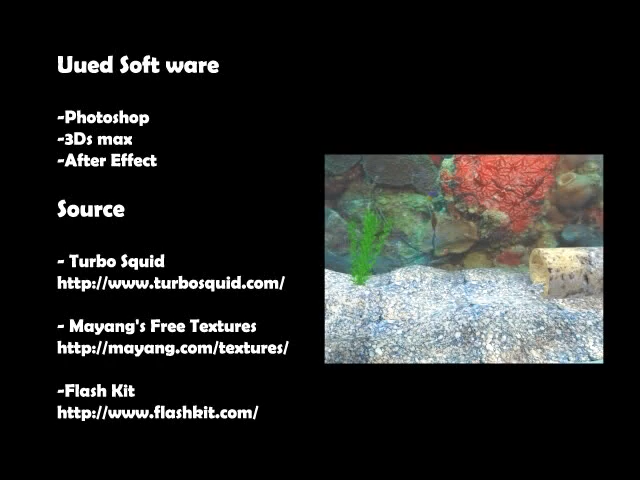 Uued Soft ware
-Photoshop
-3Ds max
-After Effect
Source
- Turbo Squid
http://www.turbosquid.com/
- Mayang's Free Textures
http://mayang.com/textures/
-Flash Kit
http://www.flashkit.com/